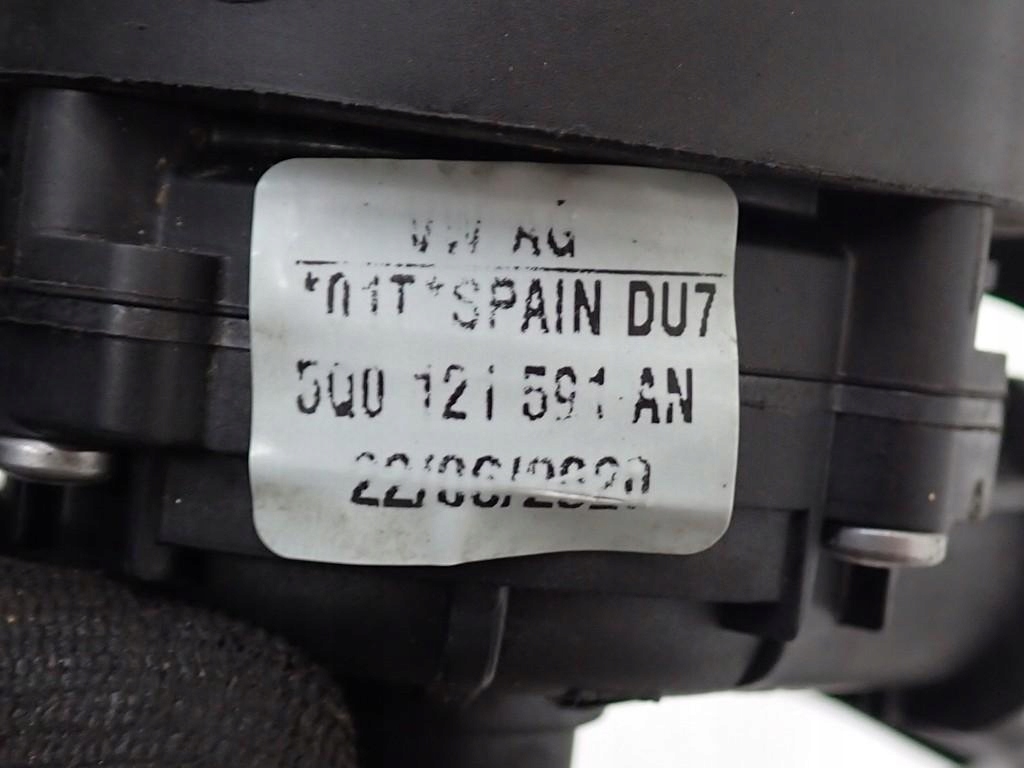 VW AG
*01T*SPAIN DU7
5Q0 121 591 AN